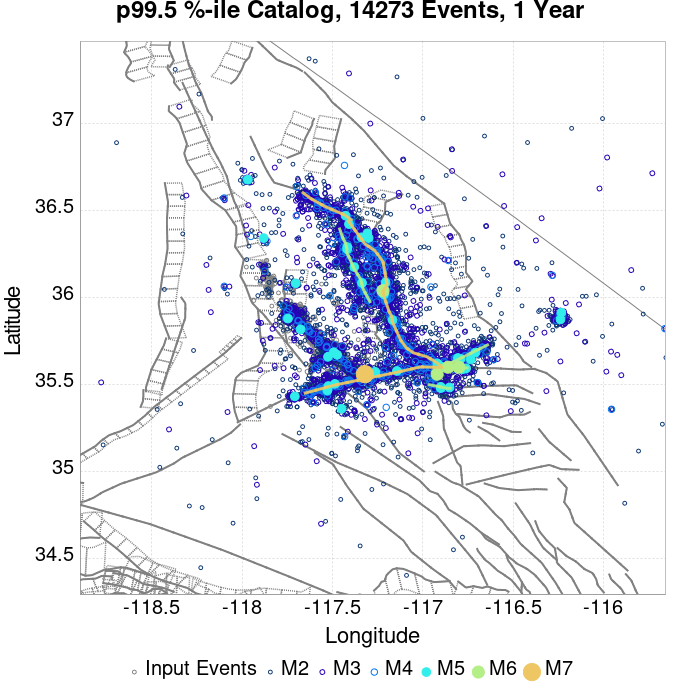 p99.5 %-ile Catalog, 14273 Events, 1 Year
Latitude
37
36.5
36
35.5
35
34.5
-118.5 -118 -117.5 -117 -116.5 -116
Longitude
Input Events M2 M3 M4 M5 M6 M7